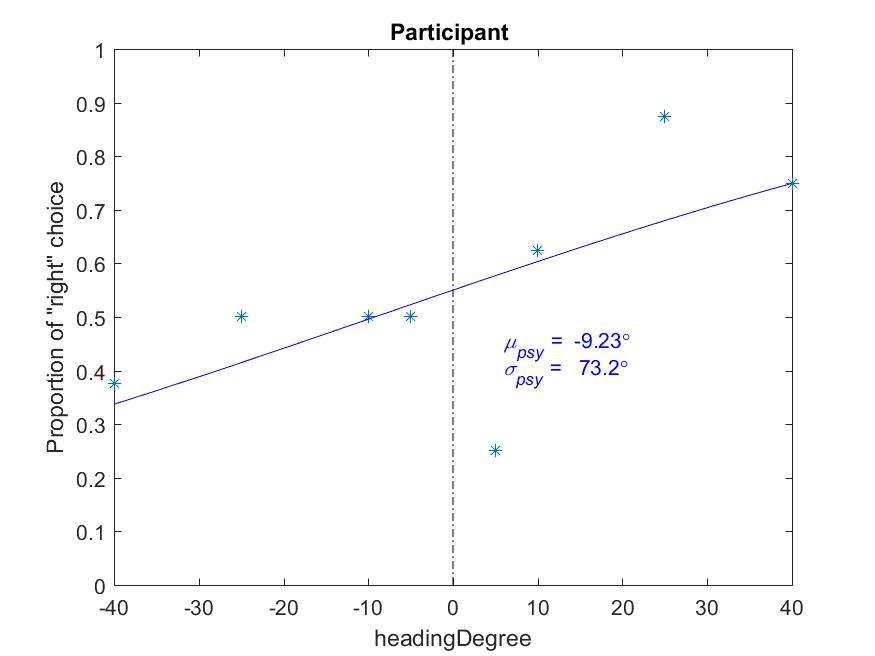 Participant
1
0.9
0.8
0.7
0.6
0.5
0.4
0.3
0.2
0.1
0
Proportion of "right" choice
μpsy = -9.23°
σpsy = 73.2°
-40 -30 -20 -10 0 10 20 30 40
headingDegree